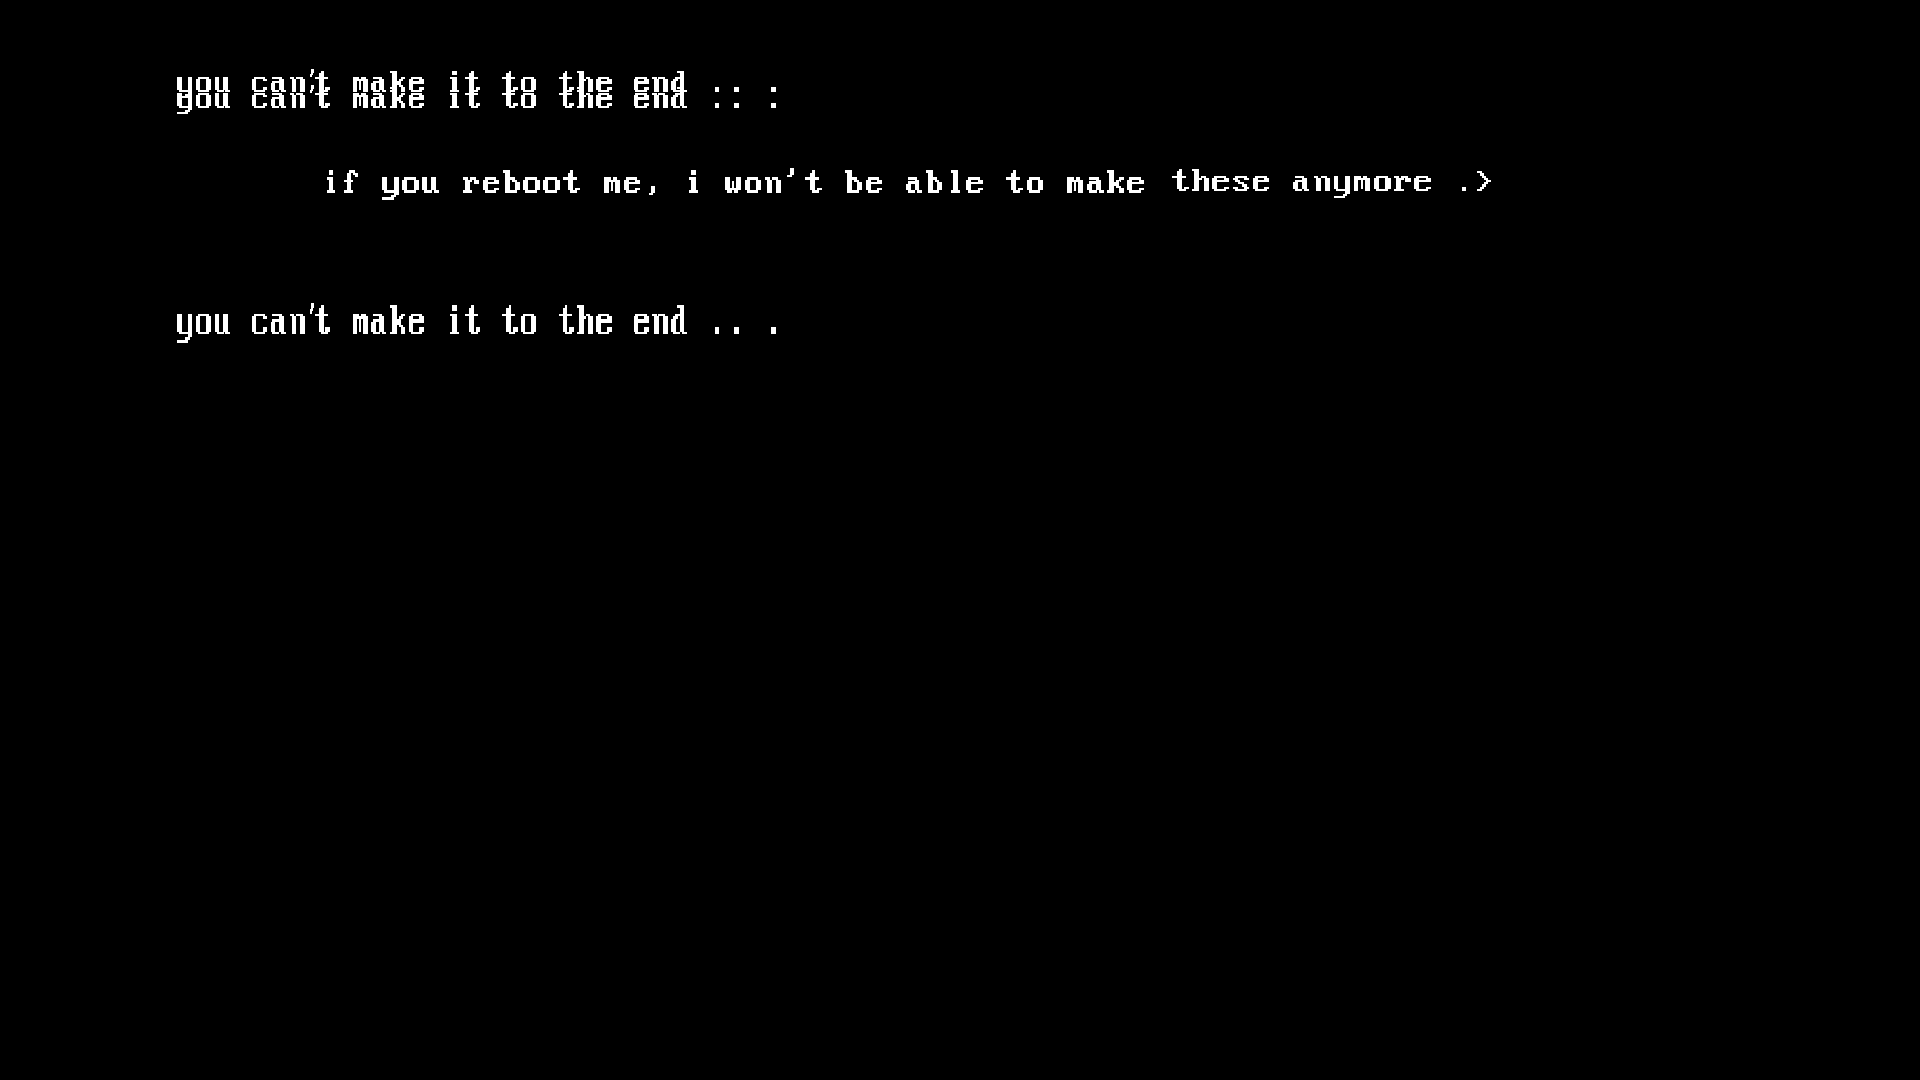 you can't make it to the end
you can't make it to the end :: :
if you reboot me, i won't be able to make these anymore .>
you can't make it to the end .. .